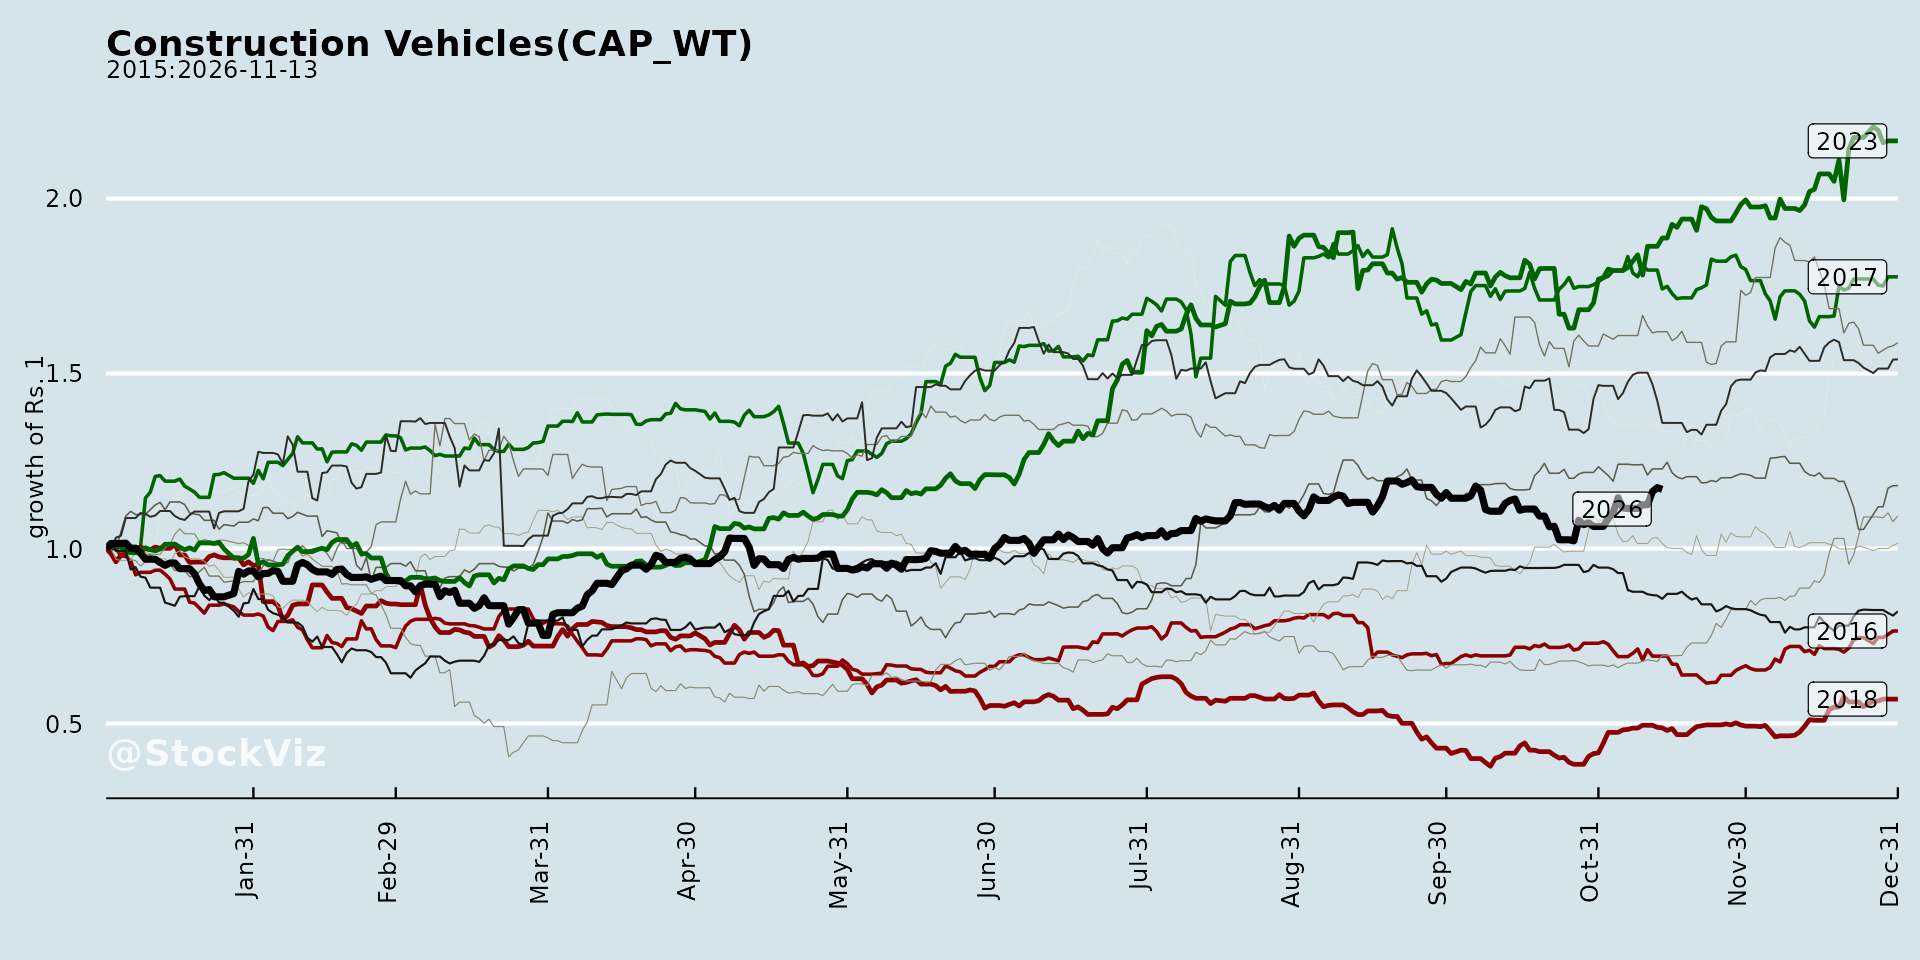 Construction Vehicles(CAP_WT)
2015:2026-11-13
growth of Rs. 1
2.0
1.5
1.0
0.5
2023
2017
2026
2016
2018
@StockViz
Jan-31
Feb-29
Mar-31
Apr-30
May-31
Jun-30
Jul-31
Aug-31
Sep-30
Oct-31
Nov-30
Dec-31